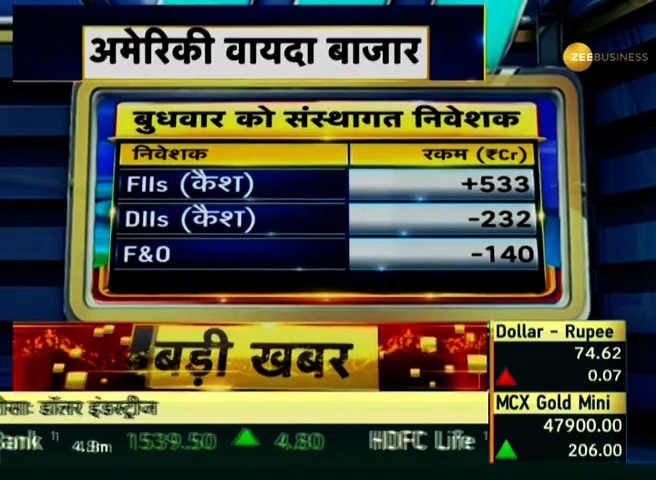 अमेरिकी वायदा बाजार
ZEEBUSINESS
बुधवार को संस्थागत निवेशक
निवेशक रकम (₹Cr)
FIIs (कैश) +533
DIIs (कैश) -232
F&O -140
बड़ी खबर
डॉलर इंडस्ट्रीज
Dollar - Rupee
74.62
0.07
MCX Gold Mini
47900.00
206.00
1539.50 4.80 HDFC Life